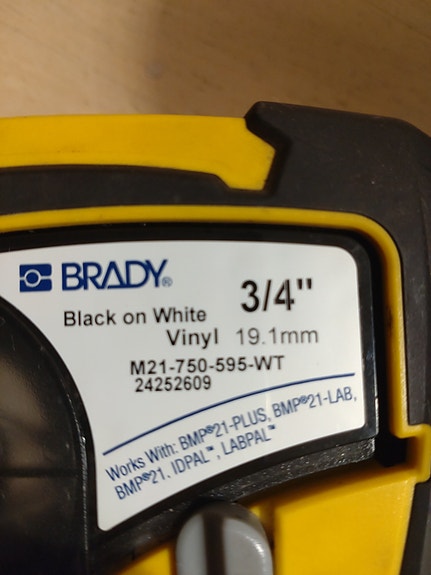 BRADY®
3/4"
Black on White
Vinyl 19.1mm
M21-750-595-WT
24252609
Works With: BMP®21-PLUS, BMP®21-LAB,
BMP®21, IDPAL™, LABPAL™